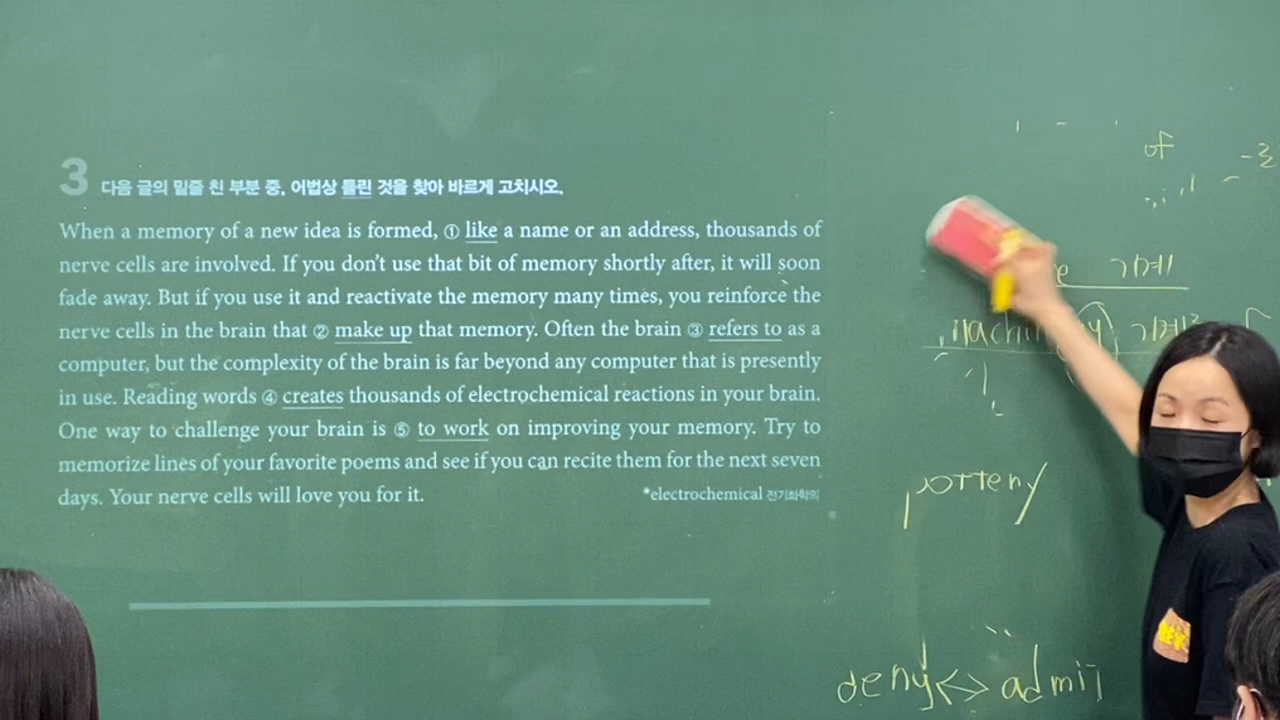 3 다음 글의 밑줄 친 부분 중, 어법상 틀린 것을 찾아 바르게 고치시오.
When a memory of a new idea is formed, ① like a name or an address, thousands of
nerve cells are involved. If you don't use that bit of memory shortly after, it will soon
fade away. But if you use it and reactivate the memory many times, you reinforce the
nerve cells in the brain that ② make up that memory. Often the brain ③ refers to as a
computer, but the complexity of the brain is far beyond any computer that is presently
in use. Reading words ④ creates thousands of electrochemical reactions in your brain.
One way to challenge your brain is ⑤ to work on improving your memory. Try to
memorize lines of your favorite poems and see if you can recite them for the next seven
days. Your nerve cells will love you for it.
*electrochemical 전기화학의
of
기계
기계
pottery
deny <-> admit